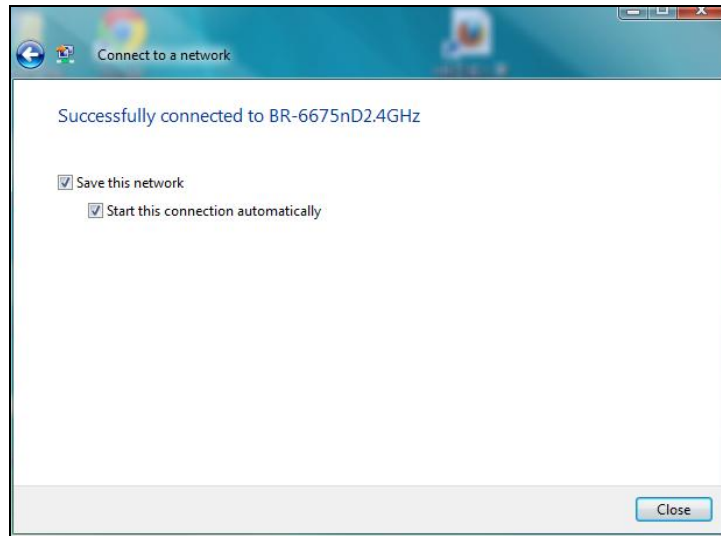 Connect to a network
Successfully connected to BR-6675nD2.4GHz
Save this network
Start this connection automatically
Close